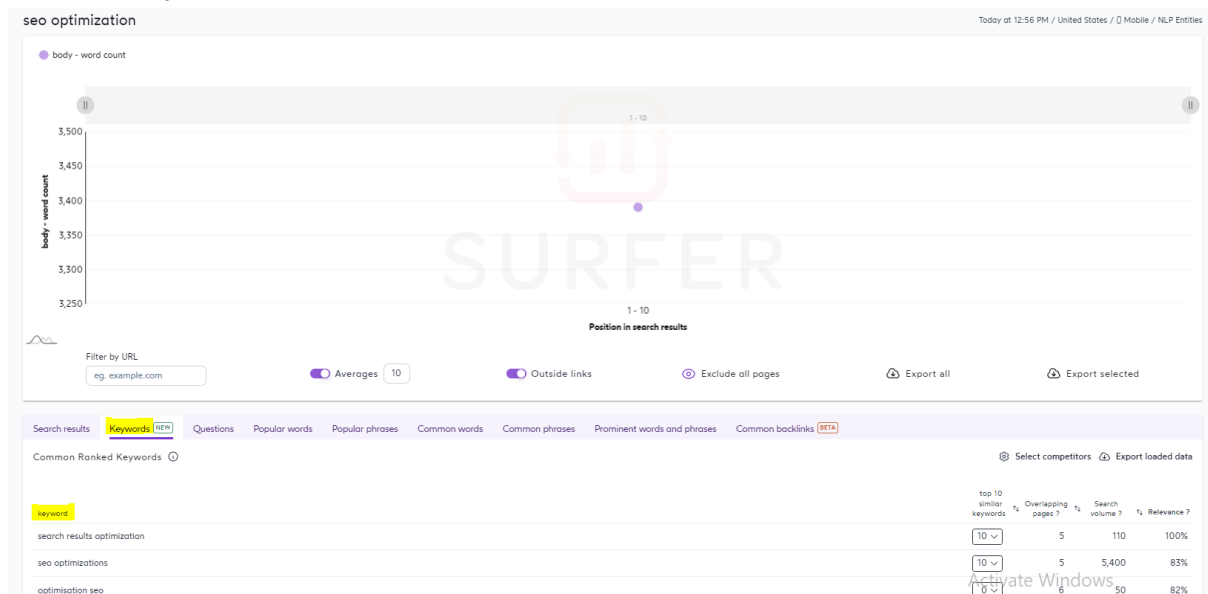 seo optimization
Today at 12:56 PM / United States / Mobile / NLP Entities
body - word count
1 - 10
3,500
3,450
3,400
3,350
3,300
3,250
body - word count
SURFER
1 - 10
Position in search results
Filter by URL
eg. example.com
Averages 10
Outside links
Exclude all pages
Export all
Export selected
Search results Keywords NEW Questions Popular words Popular phrases Common words Common phrases Prominent words and phrases Common backlinks BETA
Common Ranked Keywords
Select competitors Export loaded data
keyword
top 10 similar keywords
Overlapping pages ?
Search volume ?
Relevance ?
search results optimization 10 5 110 100%
seo optimizations 10 5 5,400 83%
optimisation seo 0 6 50 82%
Activate Windows